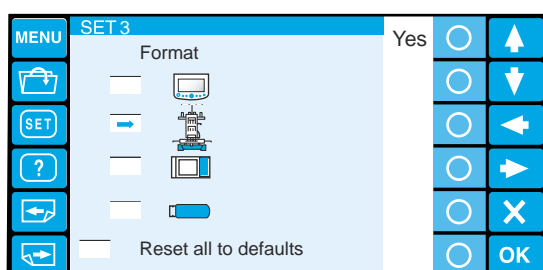 MENU
SET 3
Format
Yes
SET
?
Reset all to defaults
OK